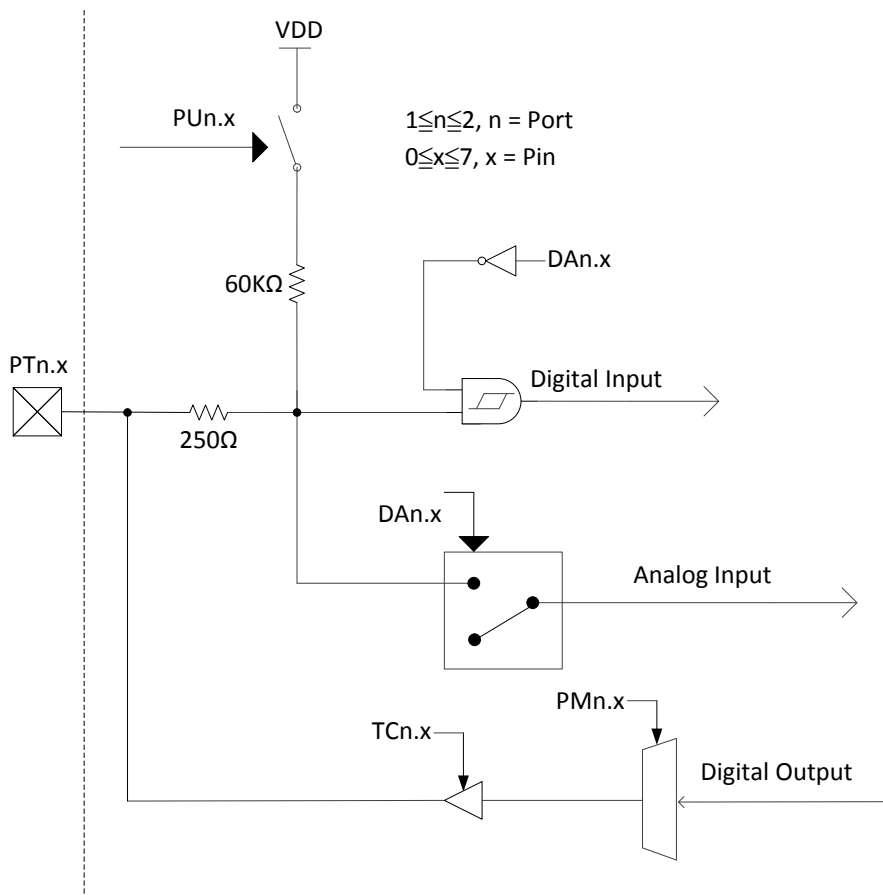 VDD
PUn.x
1≦n≦2, n = Port
0≦x≦7, x = Pin
DAn.x
60KΩ
PTn.x
Digital Input
250Ω
DAn.x
Analog Input
PMn.x
TCn.x
Digital Output